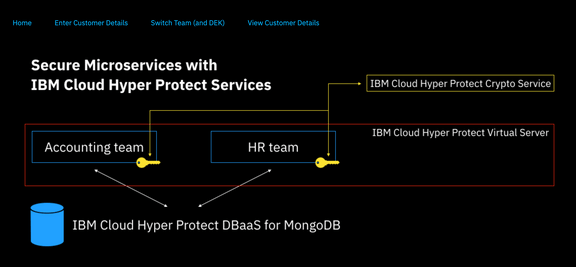 Home
Enter Customer Details
Switch Team (and DEK)
View Customer Details
Secure Microservices with
IBM Cloud Hyper Protect Services
IBM Cloud Hyper Protect Crypto Service
IBM Cloud Hyper Protect Virtual Server
Accounting team
HR team
IBM Cloud Hyper Protect DBaaS for MongoDB